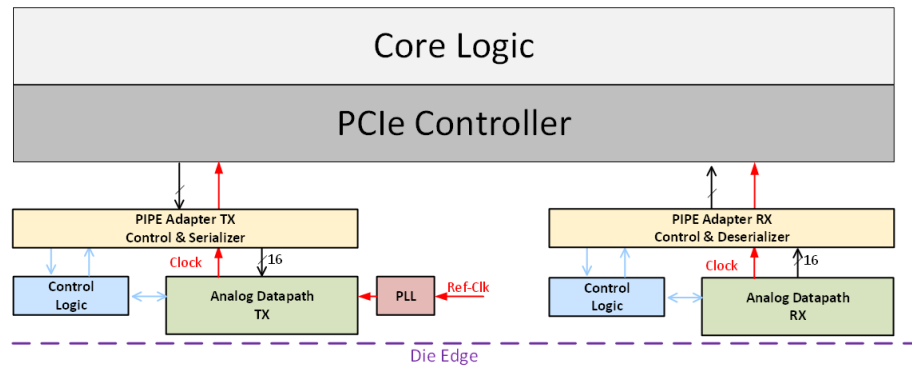 Core Logic
PCIe Controller
PIPE Adapter TX
Control & Serializer
PIPE Adapter RX
Control & Deserializer
Clock
16
Clock
16
Control
Logic
Analog Datapath
TX
PLL
Ref-Clk
Control
Logic
Analog Datapath
RX
Die Edge